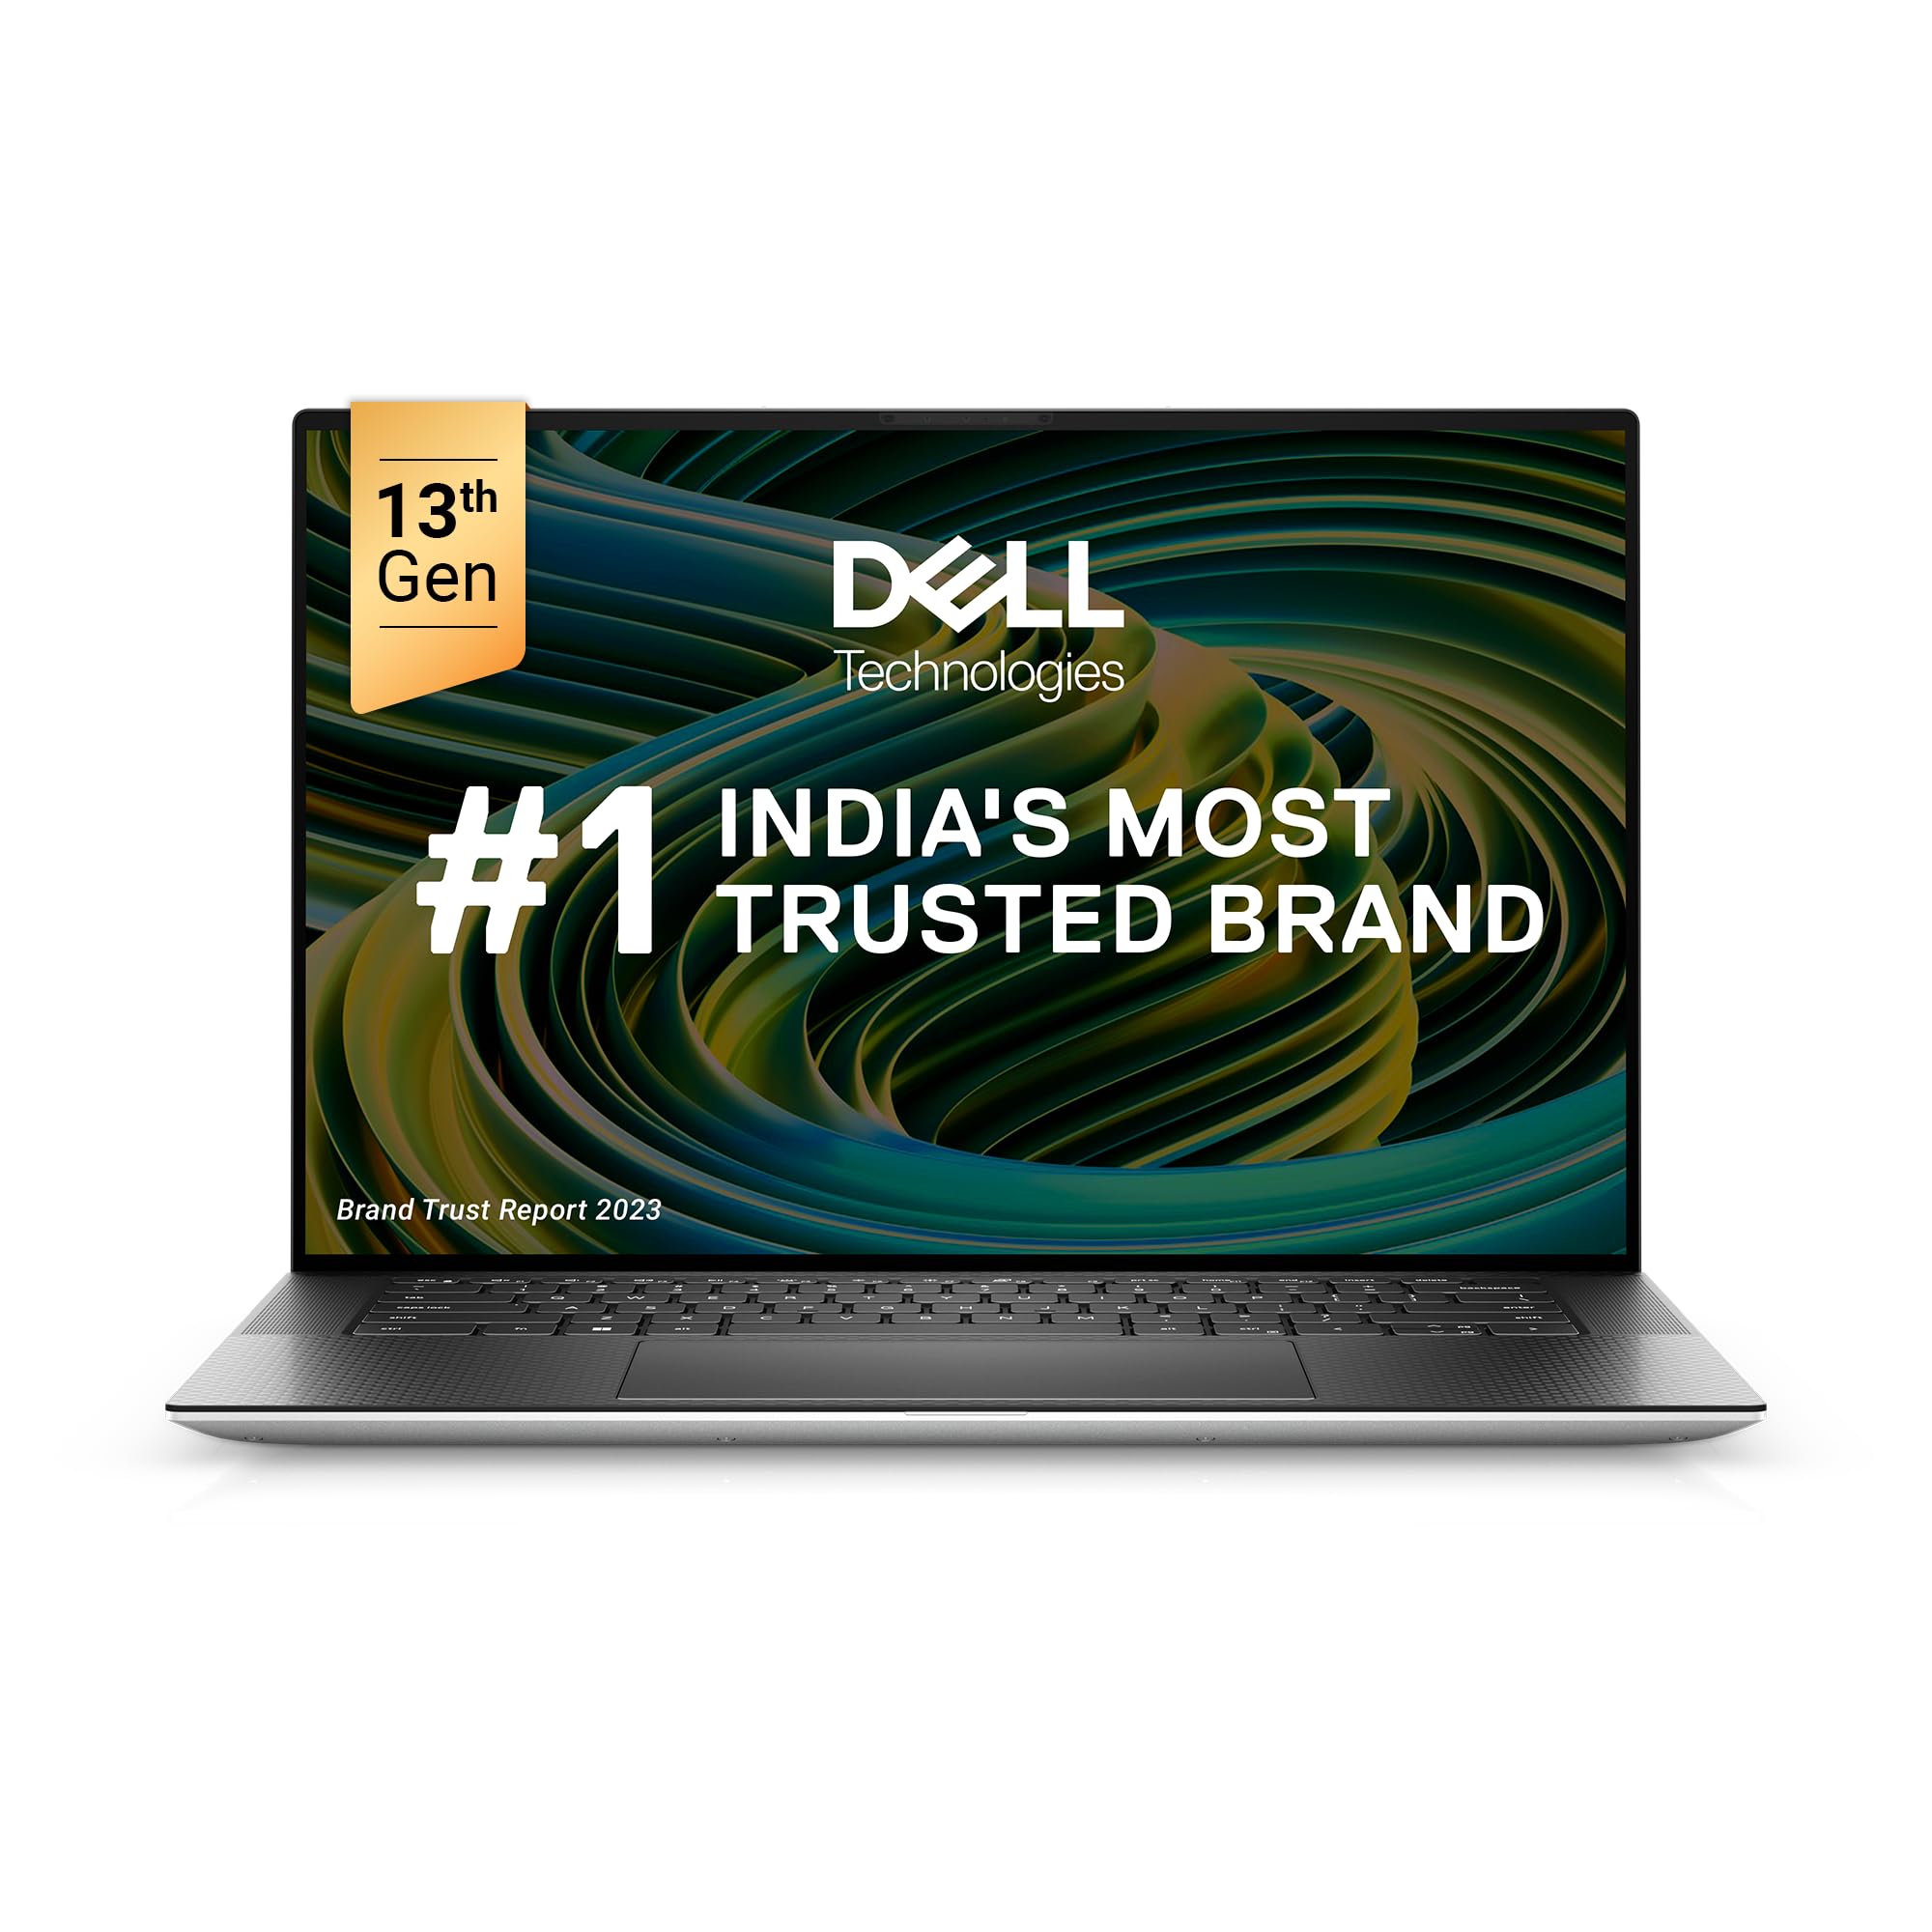 13th
Gen
DELL
Technologies
#1 INDIA'S MOST
TRUSTED BRAND
Brand Trust Report 2023